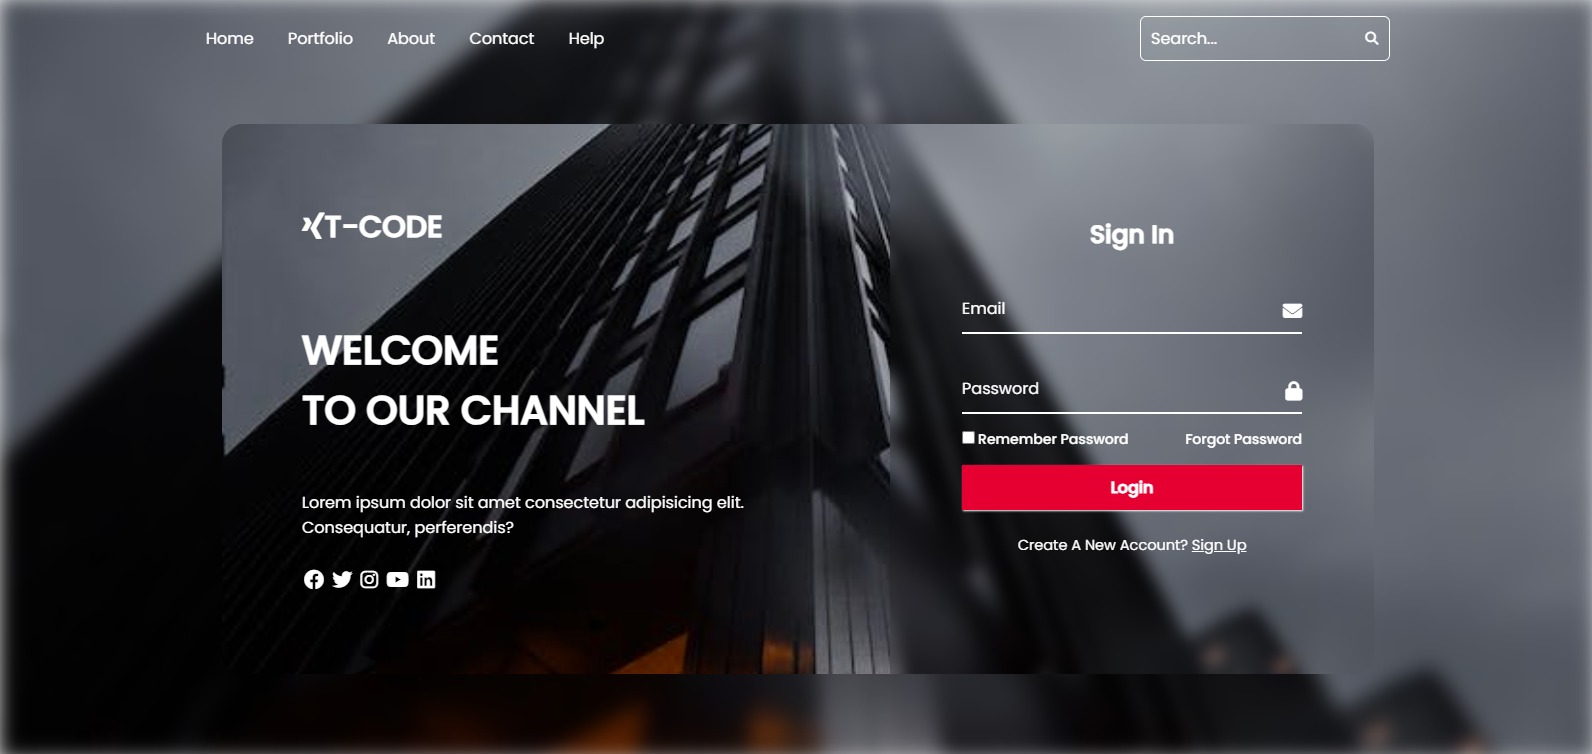 Home Portfolio About Contact Help Search...
T-CODE
WELCOME
TO OUR CHANNEL
Lorem ipsum dolor sit amet consectetur adipisicing elit.
Consequatur, perferendis?
Sign In
Email
Password
Remember Password Forgot Password
Login
Create A New Account? Sign Up